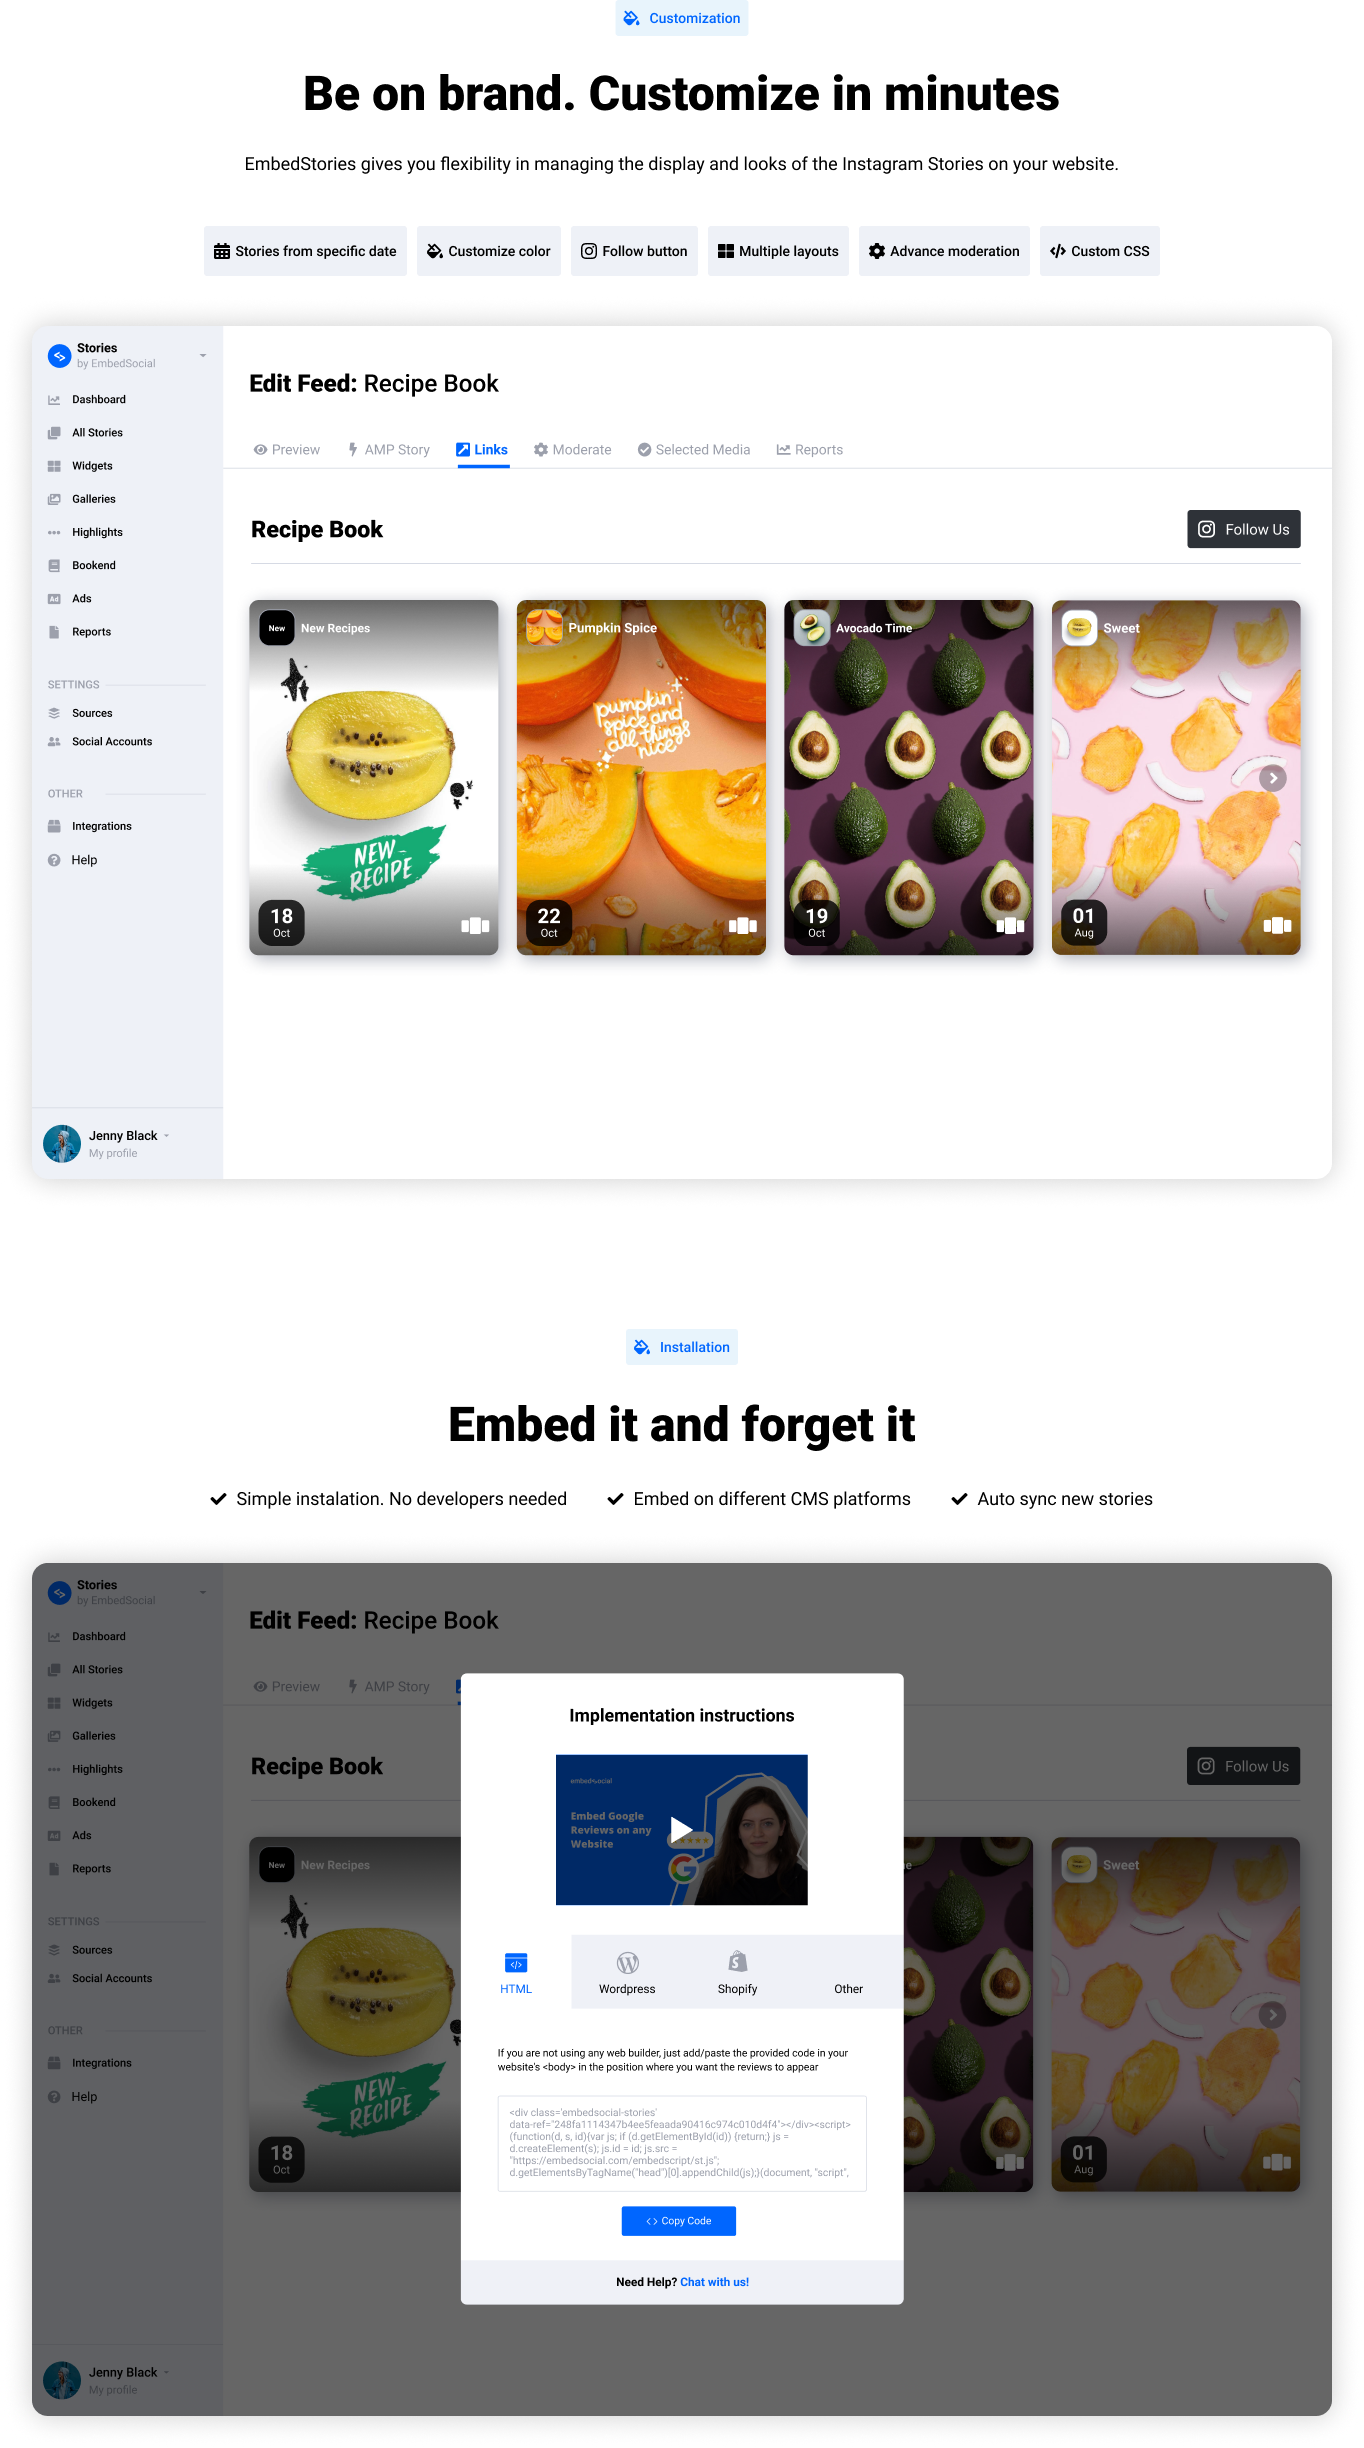 Customization
Be on brand. Customize in minutes
EmbedStories gives you flexibility in managing the display and looks of the Instagram Stories on your website.
Stories from specific date
Customize color
Follow button
Multiple layouts
Advance moderation
Custom CSS
Stories
by EmbedSocial
Dashboard
All Stories
Widgets
Galleries
Highlights
Bookend
Ad
Ads
Reports
SETTINGS
Sources
Social Accounts
OTHER
Integrations
Help
Jenny Black
My profile
Edit Feed: Recipe Book
Preview
AMP Story
Links
Moderate
Selected Media
Reports
Recipe Book
Follow Us
New
New Recipes
NEW
RECIPE
18
Oct
Pumpkin Spice
pumpkin
spice and
all things
nice
22
Oct
Avocado Time
19
Oct
Sweet
01
Aug
Installation
Embed it and forget it
Simple instalation. No developers needed
Embed on different CMS platforms
Auto sync new stories
Stories
by EmbedSocial
Dashboard
All Stories
Widgets
Galleries
Highlights
Bookend
Ad
Ads
Reports
SETTINGS
Sources
Social Accounts
OTHER
Integrations
Help
Jenny Black
My profile
Edit Feed: Recipe Book
Preview
AMP Story
Recipe Book
Follow Us
New
New Recipes
NEW
RECIPE
18
Oct
Sweet
01
Aug
Implementation instructions
embedsocial
Embed Google
Reviews on any
Website
G
HTML
Wordpress
Shopify
Other
If you are not using any web builder, just add/paste the provided code in your
website's <body> in the position where you want the reviews to appear
<div class='embedsocial-stories'
data-ref="248fa1114347b4ee5feaada90416c974c010d4f4"></div><script>
(function(d, s, id){var js; if (d.getElementById(id)) {return;} js =
d.createElement(s); js.id = id; js.src =
"https://embedsocial.com/embedscript/st.js";
d.getElementsByTagName("head")[0].appendChild(js);}(document, "script",
<> Copy Code
Need Help? Chat with us!